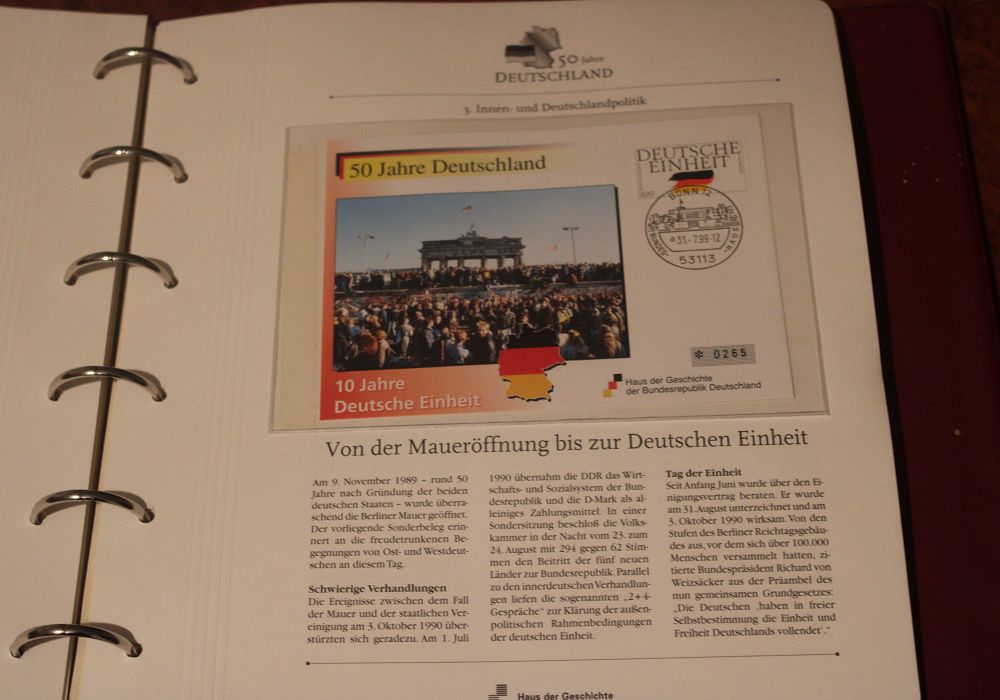 50 Jahre
DEUTSCHLAND
3. Innen- und Deutschlandpolitik
50 Jahre Deutschland
DEUTSCHE
EINHEIT
100
BONN 12
*31.-7.99-12
53113
* 0265
Haus der Geschichte
der Bundesrepublik Deutschland
10 Jahre
Deutsche Einheit
Von der Maueröffnung bis zur Deutschen Einheit
Am 9. November 1989 – rund 50
Jahre nach Gründung der beiden
deutschen Staaten – wurde überra-
schend die Berliner Mauer geöffnet.
Der vorliegende Sonderbeleg erin-
nert an die freudetrunkenen Be-
gegnungen von Ost- und Westdeut-
schen an diesem Tag.
Schwierige Verhandlungen
Die Ereignisse zwischen dem Fall
der Mauer und der staatlichen Ver-
einigung am 3. Oktober 1990 über-
stürzten sich geradezu. Am 1. Juli
1990 übernahm die DDR das Wirt-
schafts- und Sozialsystem der Bun-
desrepublik und die D-Mark als al-
leiniges Zahlungsmittel. In einer
Sondersitzung beschloß die Volks-
kammer in der Nacht vom 23. zum
24. August mit 294 gegen 62 Stim-
men den Beitritt der fünf neuen
Länder zur Bundesrepublik. Parallel
zu den innerdeutschen Verhandlun-
gen liefen die sogenannten „2+4-
Gespräche“ zur Klärung der außen-
politischen Rahmenbedingungen
der deutschen Einheit.
Tag der Einheit
Seit Anfang Juni wurde über den Ei-
nigungsvertrag beraten. Er wurde
am 31. August unterzeichnet und am
3. Oktober 1990 wirksam. Von den
Stufen des Berliner Reichtagsgebäu-
des aus, vor dem sich über 100.000
Menschen versammelt hatten, zi-
tierte Bundespräsident Richard von
Weizsäcker aus der Präambel des
nun gemeinsamen Grundgesetzes:
„Die Deutschen ‚haben in freier
Selbstbestimmung die Einheit und
Freiheit Deutschlands vollendet‘.“
Haus der Geschichte